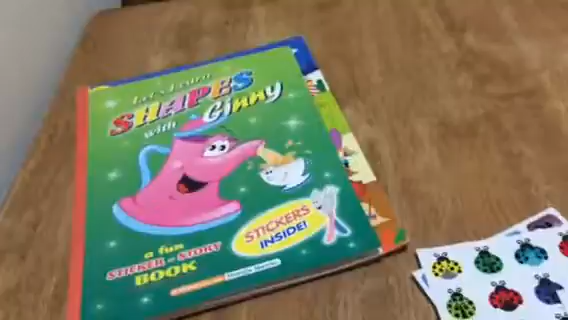 Let's Learn
SHAPES
with Ginny
STICKERS
INSIDE!
a fun
STICKER - STORY
BOOK